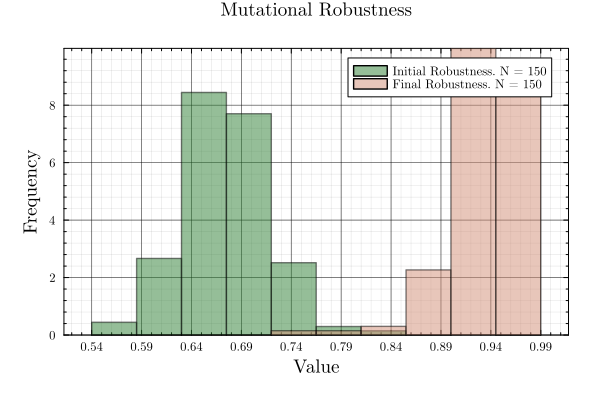 Mutational Robustness
Initial Robustness. N = 150
Final Robustness. N = 150
Frequency
8
6
4
2
0
0.54 0.59 0.64 0.69 0.74 0.79 0.84 0.89 0.94 0.99
Value